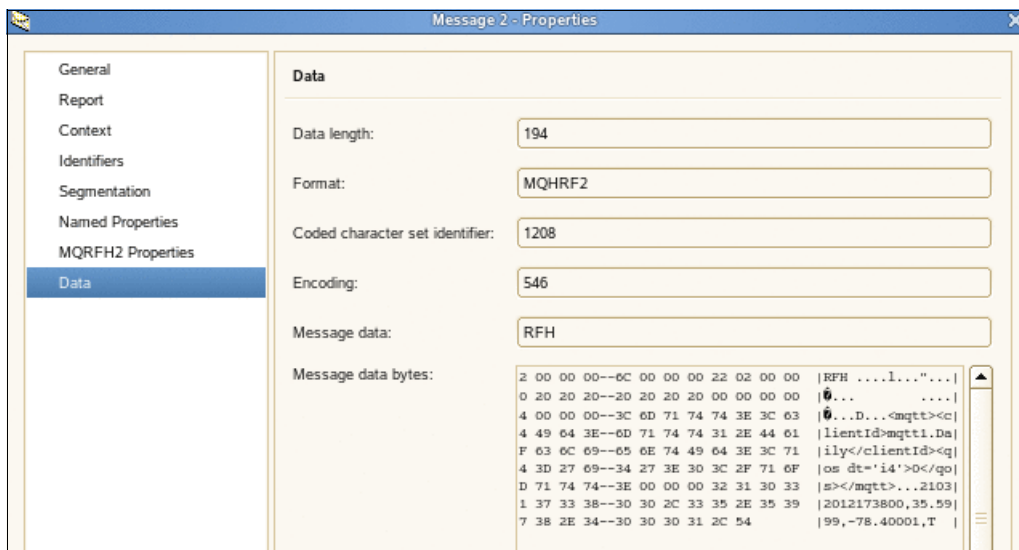 Message 2 - Properties
General
Report
Context
Identifiers
Segmentation
Named Properties
MQRFH2 Properties
Data
Data
Data length: 194
Format: MQHRF2
Coded character set identifier: 1208
Encoding: 546
Message data: RFH
Message data bytes:
2 00 00 00--6C 00 00 00 22 02 00 00 |RFH ....l..."...|
0 20 20 20--20 20 20 20 00 00 00 00 ... ....|
4 00 00 00--3C 6D 71 74 74 3E 3C 63 ...D...<mqtt><c|
4 49 64 3E--6D 71 74 74 31 2E 44 61 |lientId>mqtt1.Da|
F 63 6C 69--65 6E 74 49 64 3E 3C 71 |ily</clientId><q|
4 3D 27 69--34 27 3E 30 3C 2F 71 6F |os dt='i4'>0</qo|
D 71 74 74--3E 00 00 00 32 31 30 33 |s></mqtt>...2103|
1 37 33 38--30 30 2C 33 35 2E 35 39 |2012173800,35.59|
7 38 2E 34--30 30 30 31 2C 54 |99,-78.40001,T |